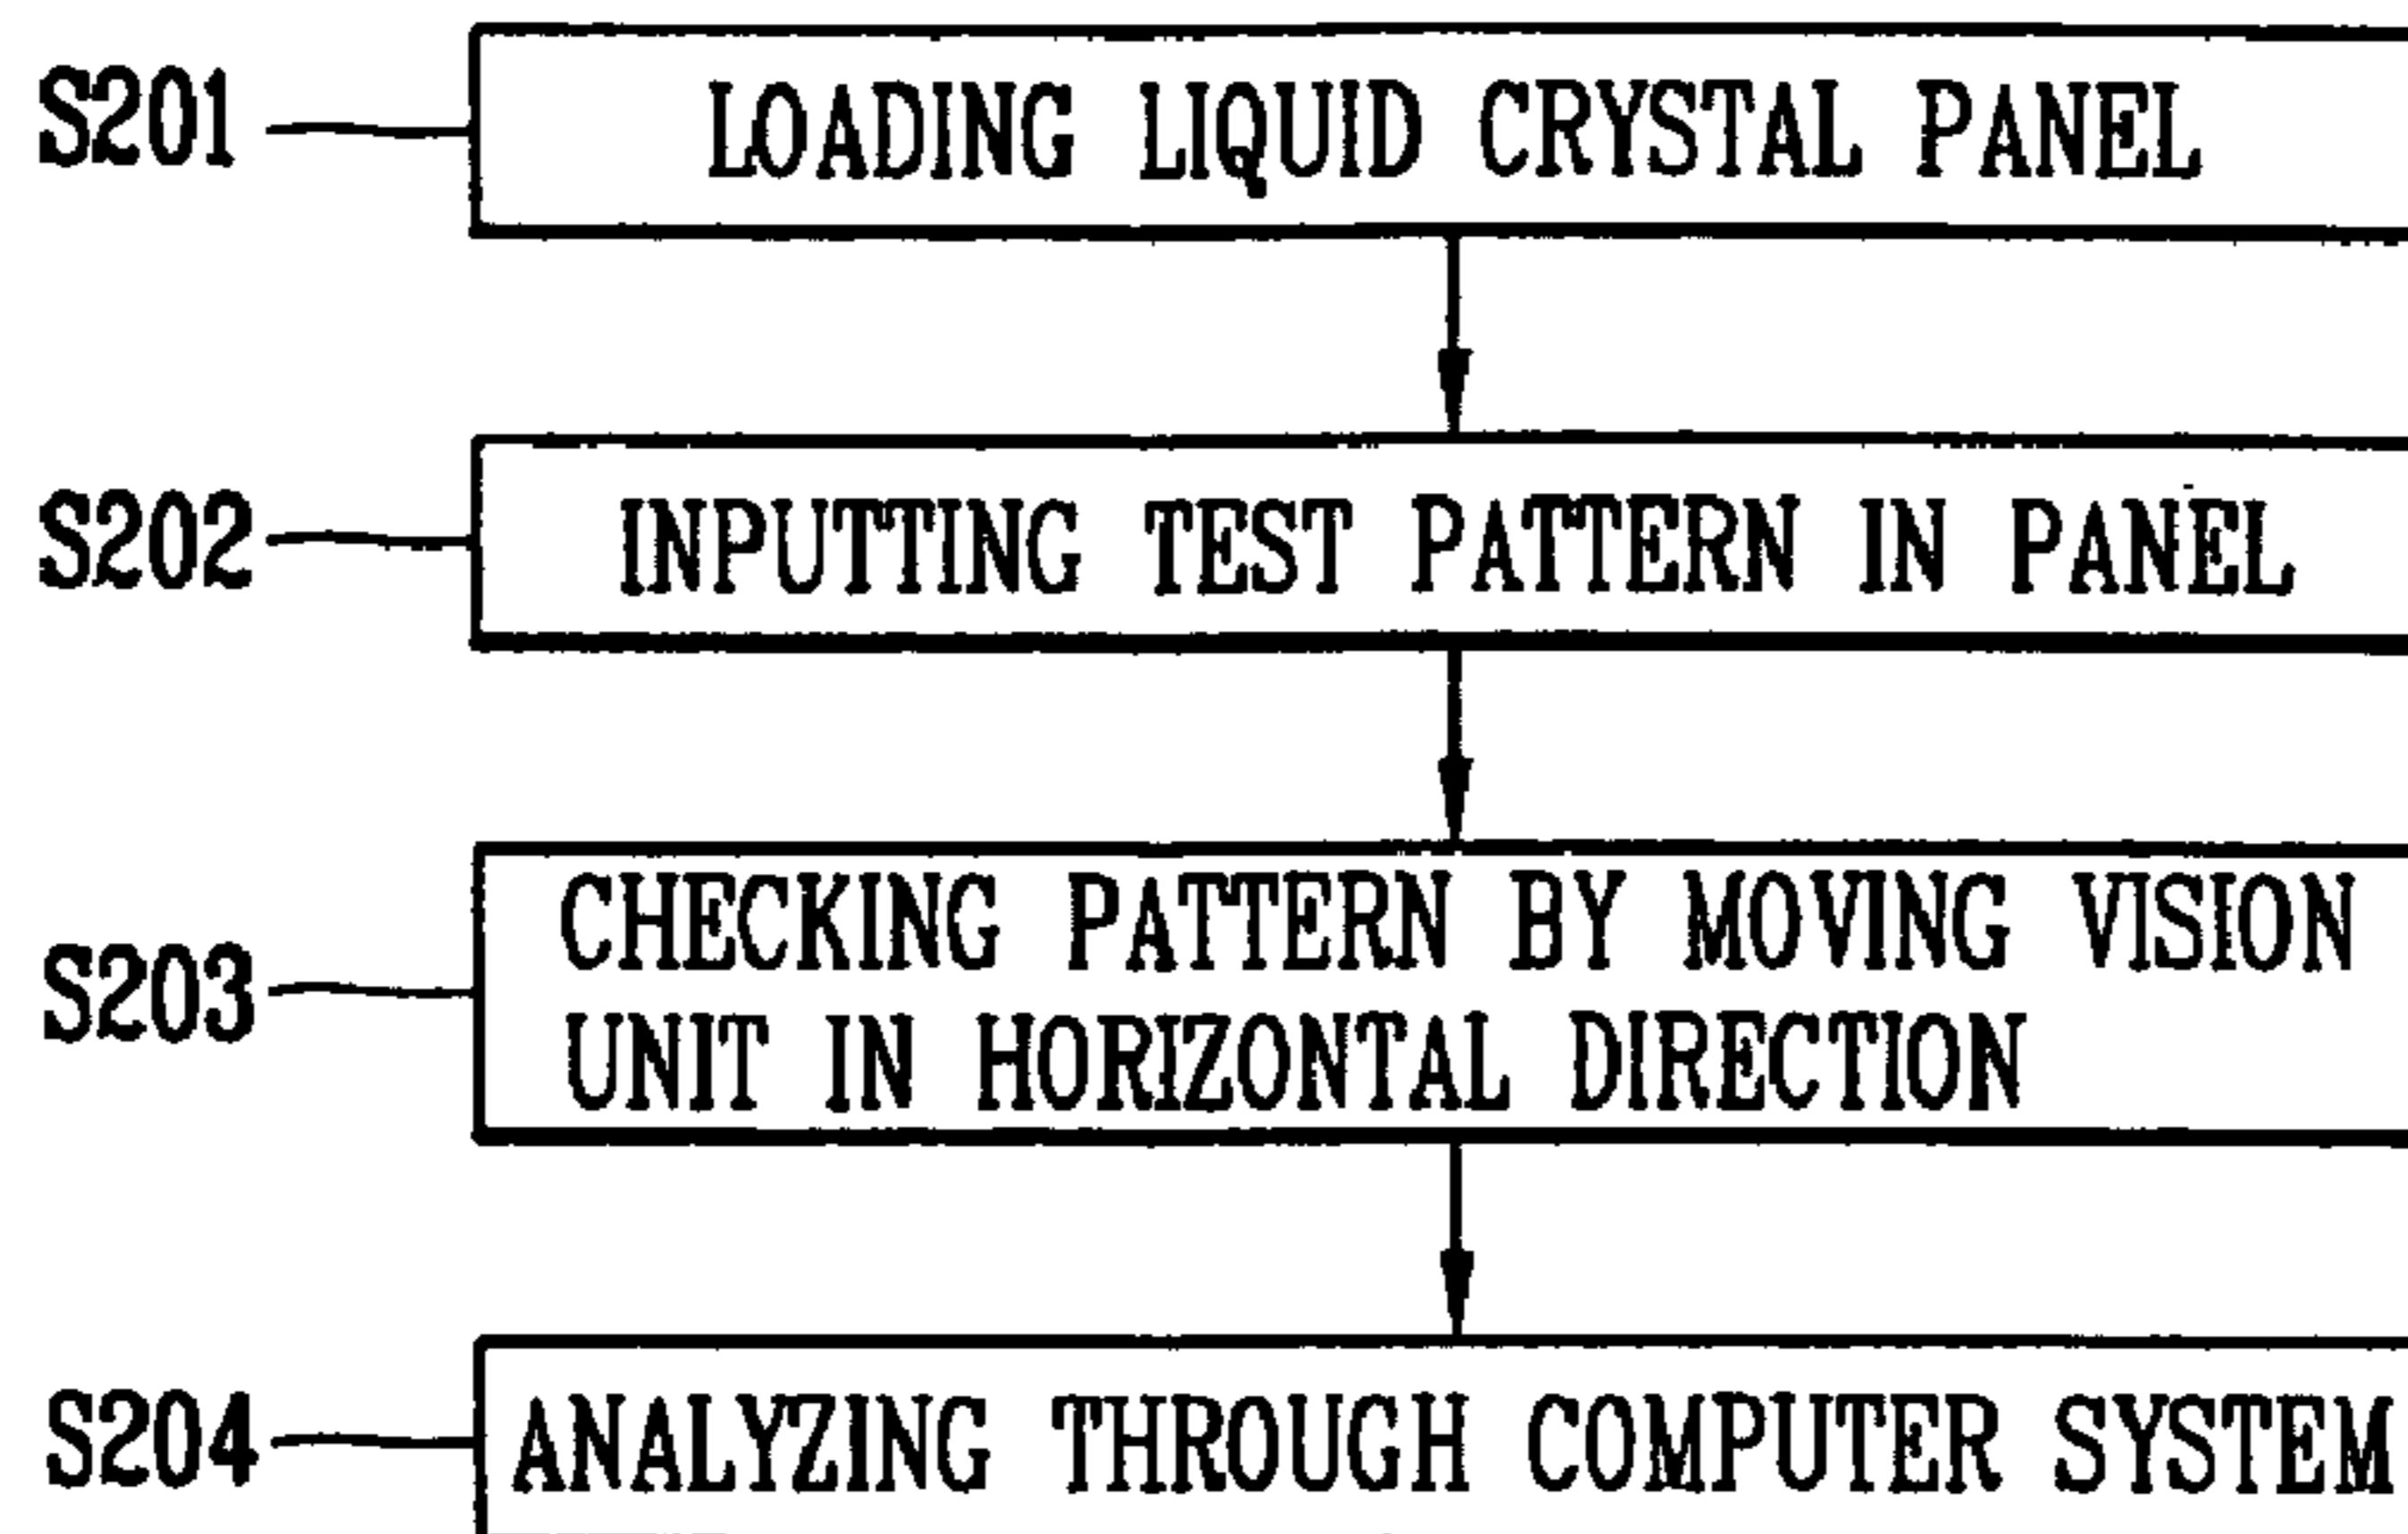 S201 LOADING LIQUID CRYSTAL PANEL
S202 INPUTTING TEST PATTERN IN PANEL
S203 CHECKING PATTERN BY MOVING VISION
UNIT IN HORIZONTAL DIRECTION
S204 ANALYZING THROUGH COMPUTER SYSTEM